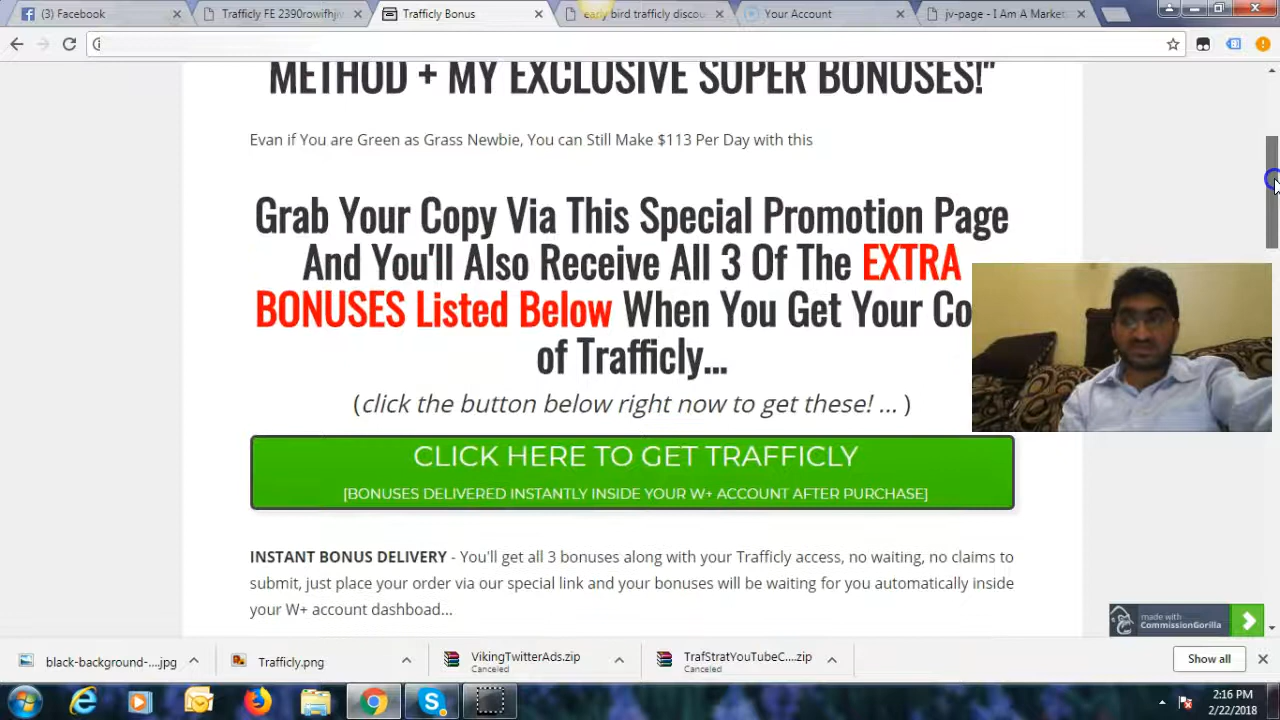 (3) Facebook
Trafficly FE 2390rowifhjv
Trafficly Bonus
early bird trafficly discou
Your Account
jv-page - I Am A Market
METHOD + MY EXCLUSIVE SUPER BONUSES!"
Evan if You are Green as Grass Newbie, You can Still Make $113 Per Day with this
Grab Your Copy Via This Special Promotion Page
And You'll Also Receive All 3 Of The EXTRA
BONUSES Listed Below When You Get Your Co
of Trafficly...
(click the button below right now to get these! ... )
CLICK HERE TO GET TRAFFICLY
[BONUSES DELIVERED INSTANTLY INSIDE YOUR W+ ACCOUNT AFTER PURCHASE]
INSTANT BONUS DELIVERY - You'll get all 3 bonuses along with your Trafficly access, no waiting, no claims to
submit, just place your order via our special link and your bonuses will be waiting for you automatically inside
your W+ account dashboad...
made with
CommissionGorilla
black-background-....jpg
Trafficly.png
VikingTwitterAds.zip
Canceled
TrafStratYouTubeC....zip
Canceled
Show all
2:16 PM
2/22/2018